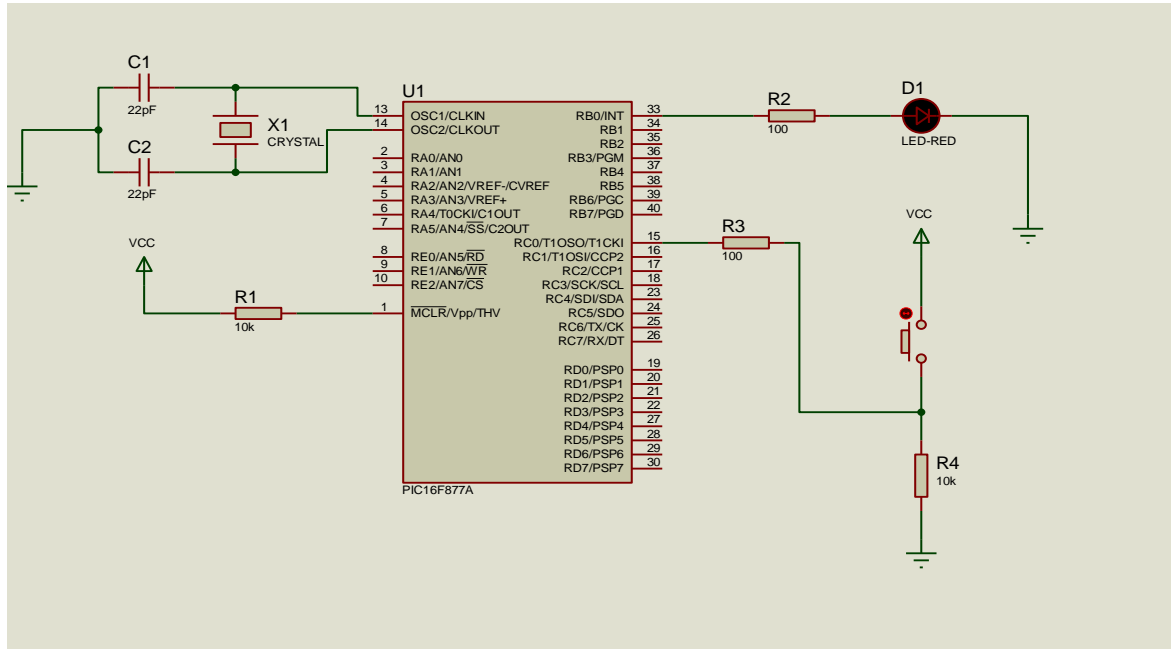 C1
22pF
X1
CRYSTAL
C2
22pF
VCC
R1
10k
U1
13 OSC1/CLKIN
14 OSC2/CLKOUT
2 RA0/AN0
3 RA1/AN1
4 RA2/AN2/VREF-/CVREF
5 RA3/AN3/VREF+
6 RA4/T0CKI/C1OUT
7 RA5/AN4/SS/C2OUT
8 RE0/AN5/RD
9 RE1/AN6/WR
10 RE2/AN7/CS
1 MCLR/Vpp/THV
RB0/INT 33
RB1 34
RB2 35
RB3/PGM 36
RB4 37
RB5 38
RB6/PGC 39
RB7/PGD 40
RC0/T1OSO/T1CKI 15
RC1/T1OSI/CCP2 16
RC2/CCP1 17
RC3/SCK/SCL 18
RC4/SDI/SDA 23
RC5/SDO 24
RC6/TX/CK 25
RC7/RX/DT 26
RD0/PSP0 19
RD1/PSP1 20
RD2/PSP2 21
RD3/PSP3 22
RD4/PSP4 27
RD5/PSP5 28
RD6/PSP6 29
RD7/PSP7 30
PIC16F877A
R2
100
D1
LED-RED
R3
100
VCC
R4
10k